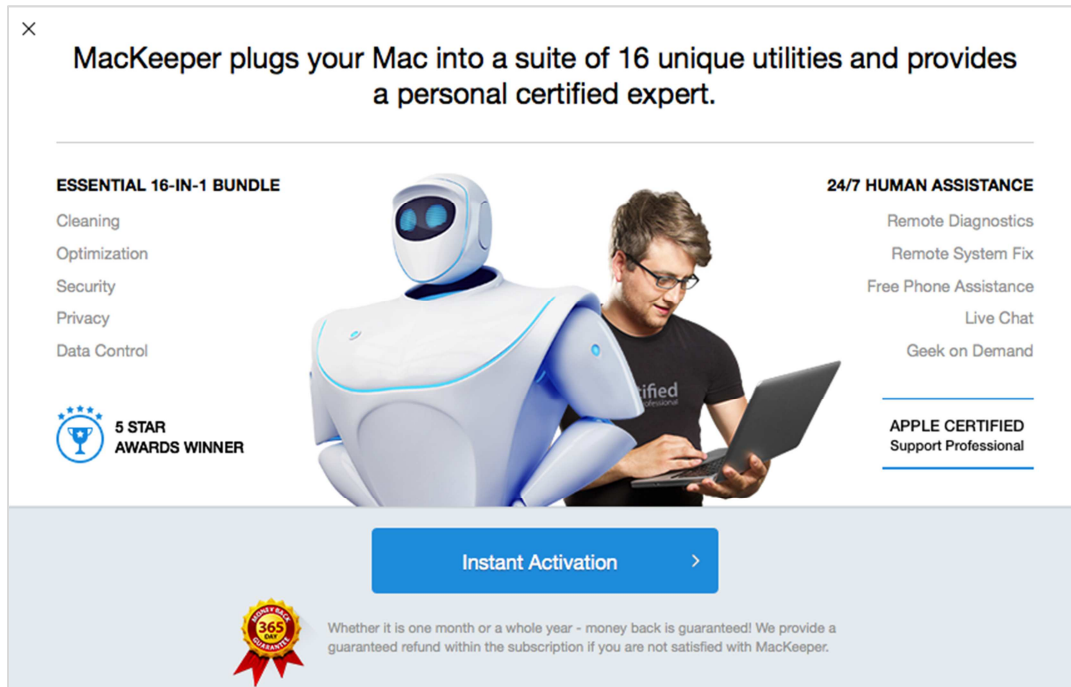 MacKeeper plugs your Mac into a suite of 16 unique utilities and provides
a personal certified expert.
ESSENTIAL 16-IN-1 BUNDLE
Cleaning
Optimization
Security
Privacy
Data Control
5 STAR
AWARDS WINNER
24/7 HUMAN ASSISTANCE
Remote Diagnostics
Remote System Fix
Free Phone Assistance
Live Chat
Geek on Demand
APPLE CERTIFIED
Support Professional
tified
ofessional
Instant Activation
MONEY BACK
365
DAY
GUARANTEE
Whether it is one month or a whole year - money back is guaranteed! We provide a
guaranteed refund within the subscription if you are not satisfied with MacKeeper.